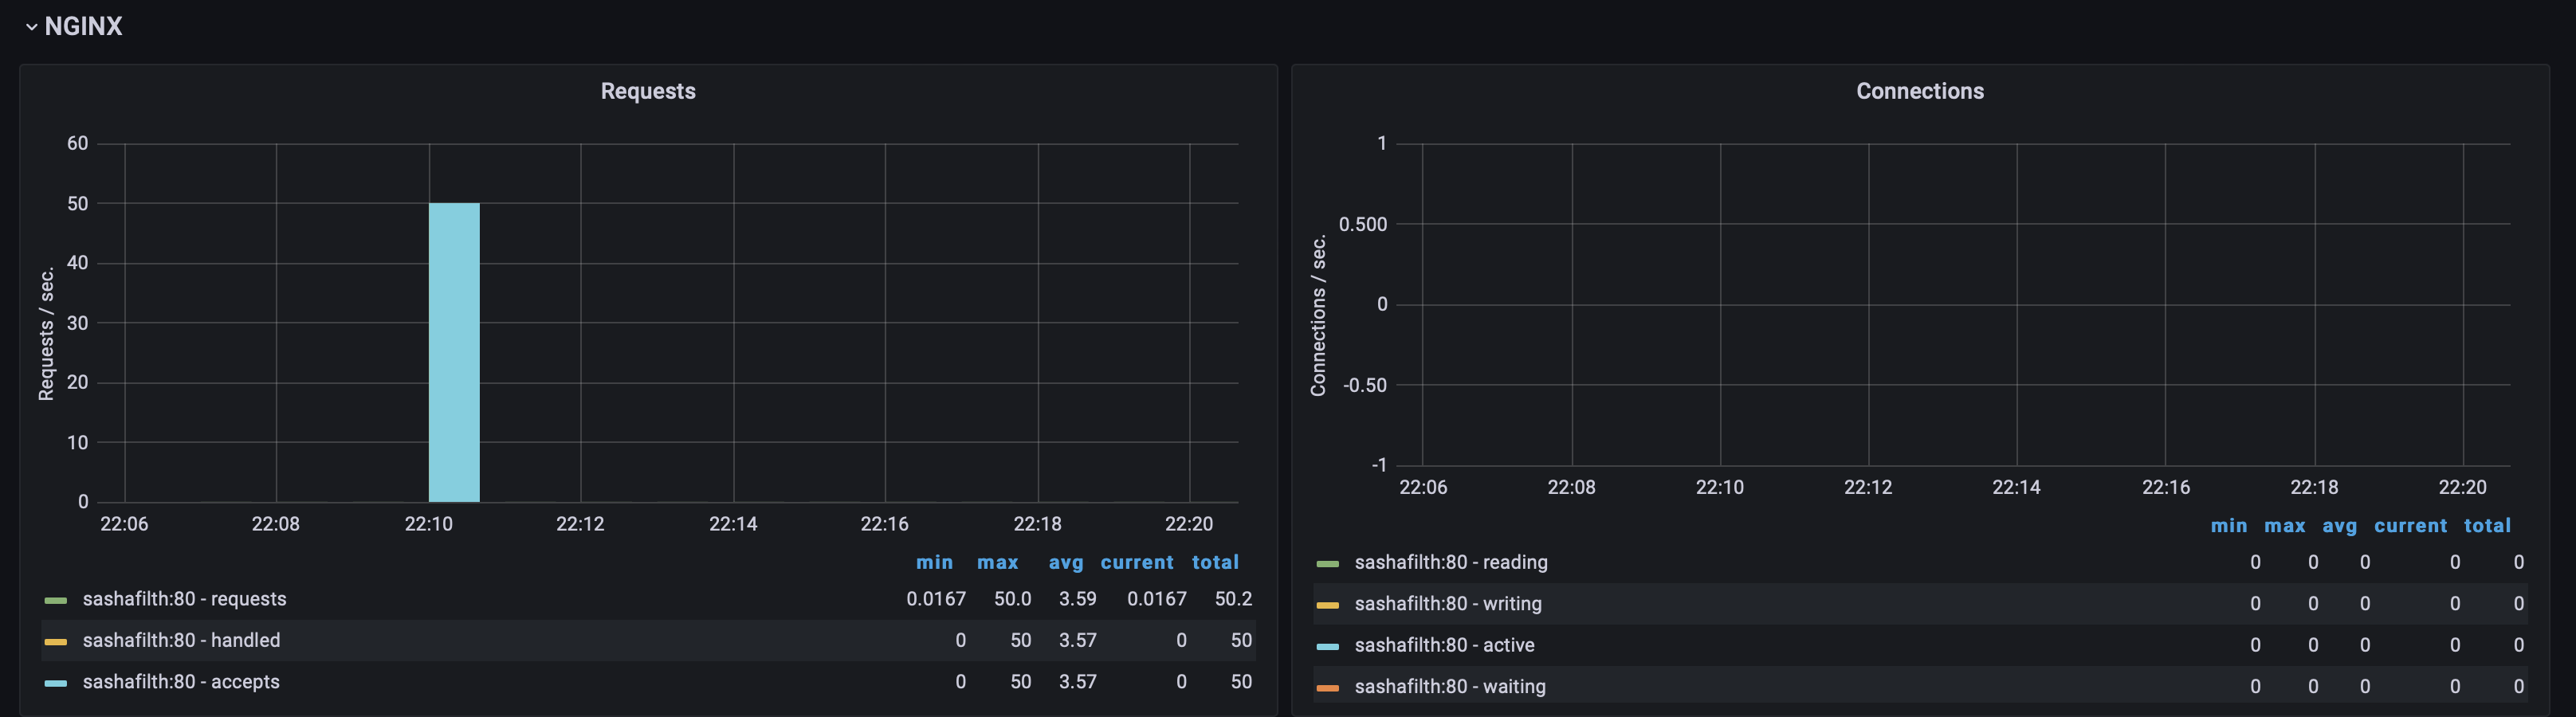 NGINX
Requests
Requests / sec.
60
50
40
30
20
10
0
22:06 22:08 22:10 22:12 22:14 22:16 22:18 22:20
min max avg current total
sashafilth:80 - requests 0.0167 50.0 3.59 0.0167 50.2
sashafilth:80 - handled 0 50 3.57 0 50
sashafilth:80 - accepts 0 50 3.57 0 50
Connections
Connections / sec.
1
0.500
0
-0.50
-1
22:06 22:08 22:10 22:12 22:14 22:16 22:18 22:20
min max avg current total
sashafilth:80 - reading 0 0 0 0 0
sashafilth:80 - writing 0 0 0 0 0
sashafilth:80 - active 0 0 0 0 0
sashafilth:80 - waiting 0 0 0 0 0